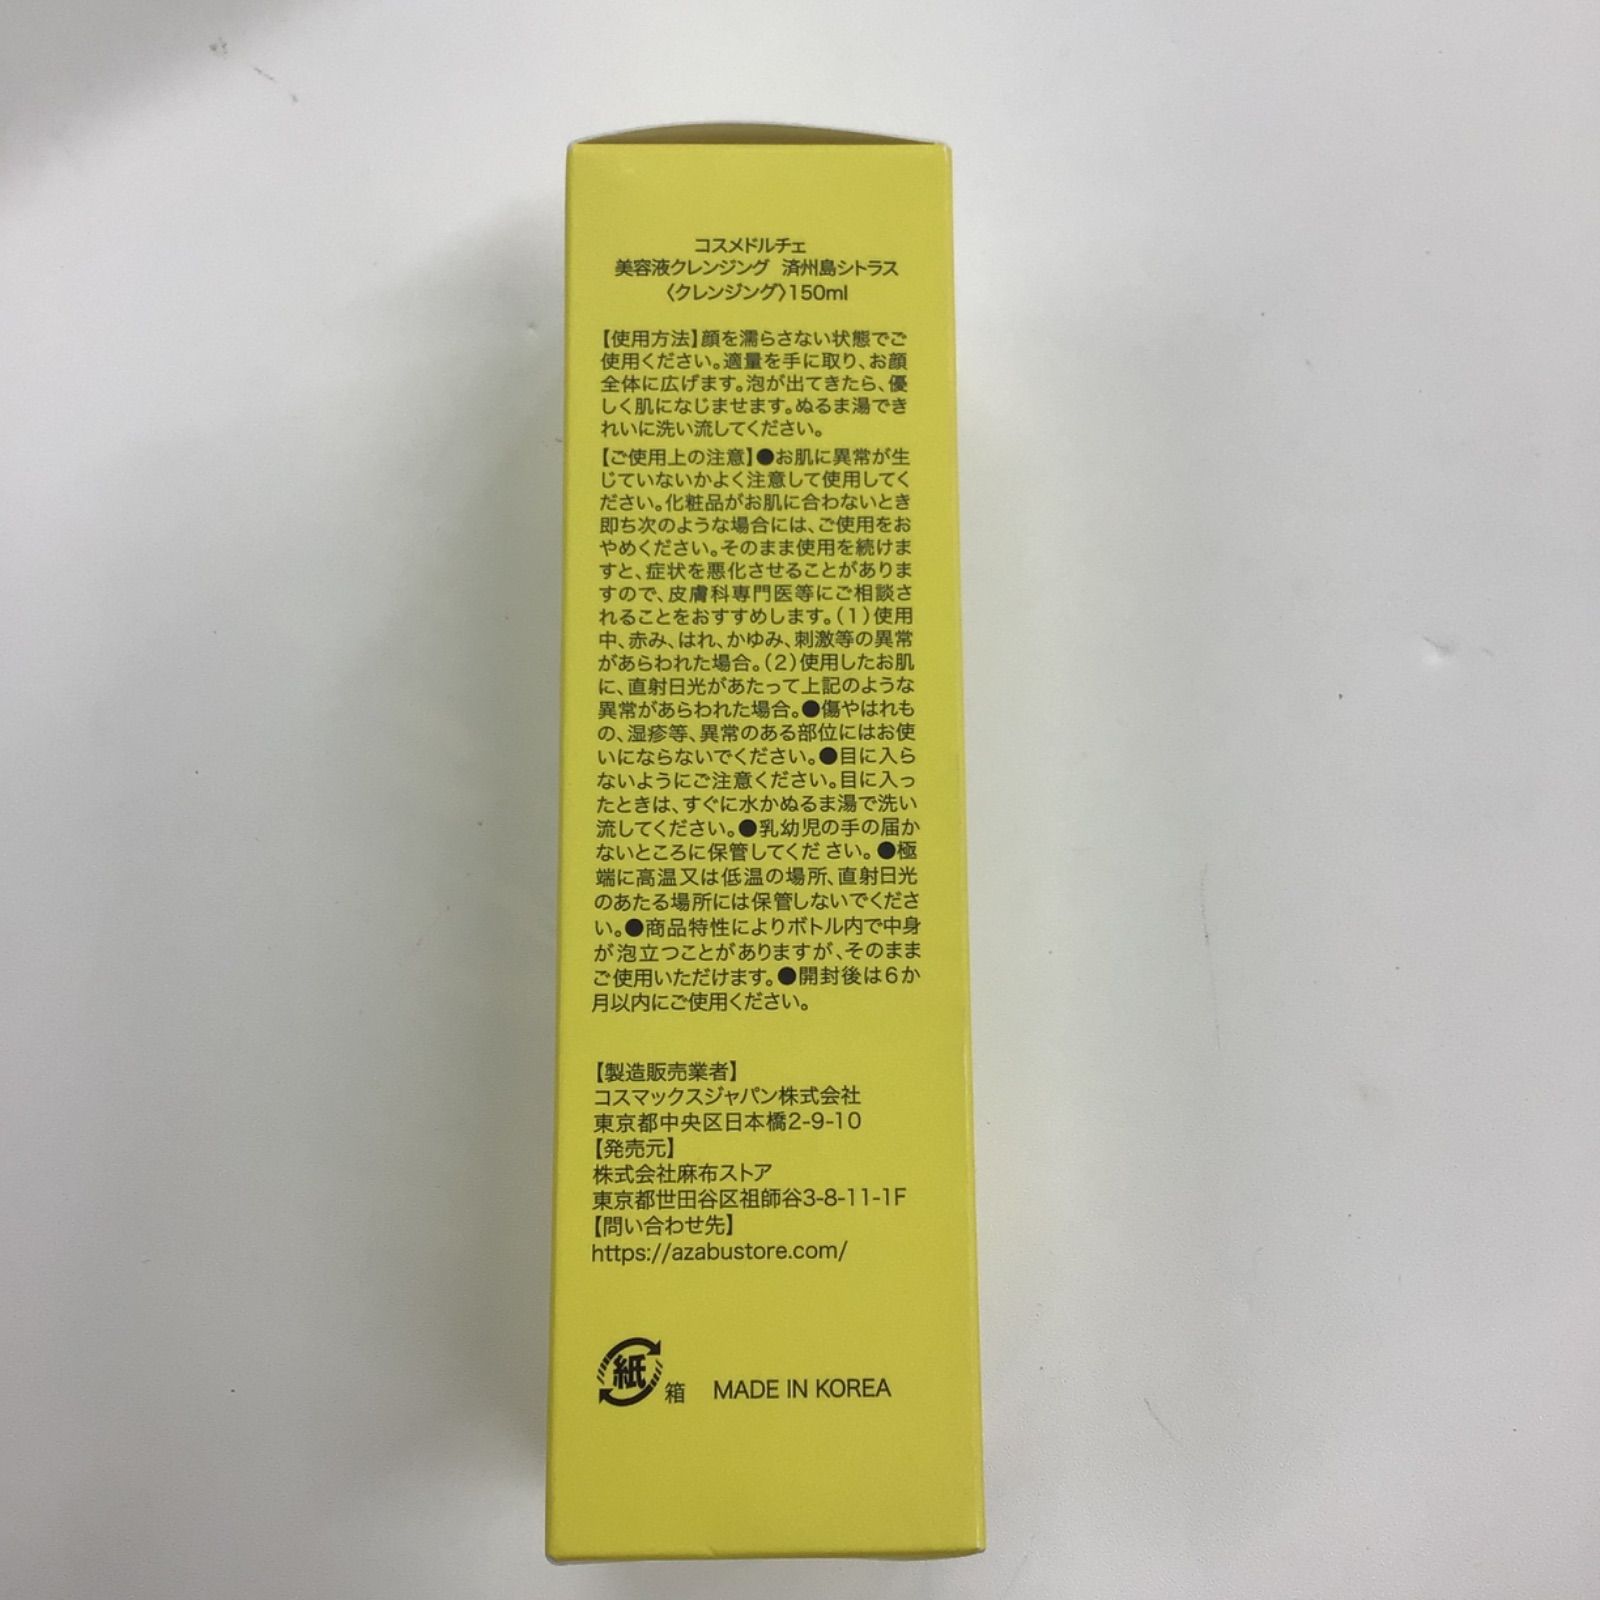 コスメドルチェ
美容液クレンジング 済州島シトラス
〈クレンジング〉150ml
【使用方法】顔を濡らさない状態でご
使用ください。適量を手に取り、お顔
全体に広げます。泡が出てきたら、優
しく肌になじませます。ぬるま湯でき
れいに洗い流してください。
【ご使用上の注意】●お肌に異常が生
じていないかよく注意して使用してく
ださい。化粧品がお肌に合わないとき
即ち次のような場合には、ご使用をお
やめください。そのまま使用を続けま
すと、症状を悪化させることがありま
すので、皮膚科専門医等にご相談さ
れることをおすすめします。(1)使用
中、赤み、はれ、かゆみ、刺激等の異常
があらわれた場合。(2)使用したお肌
に、直射日光があたって上記のような
異常があらわれた場合。●傷やはれも
の、湿疹等、異常のある部位にはお使
いにならないでください。●目に入ら
ないようにご注意ください。目に入っ
たときは、すぐに水かぬるま湯で洗い
流してください。●乳幼児の手の届か
ないところに保管してくだ さい。●極
端に高温又は低温の場所、直射日光
のあたる場所には保管しないでくださ
い。●商品特性によりボトル内で中身
が泡立つことがありますが、そのまま
ご使用いただけます。●開封後は6か
月以内にご使用ください。
【製造販売業者】
コスマックスジャパン株式会社
東京都中央区日本橋2-9-10
【発売元】
株式会社麻布ストア
東京都世田谷区祖師谷3-8-11-1F
【問い合わせ先】
https://azabustore.com/
紙 箱 MADE IN KOREA